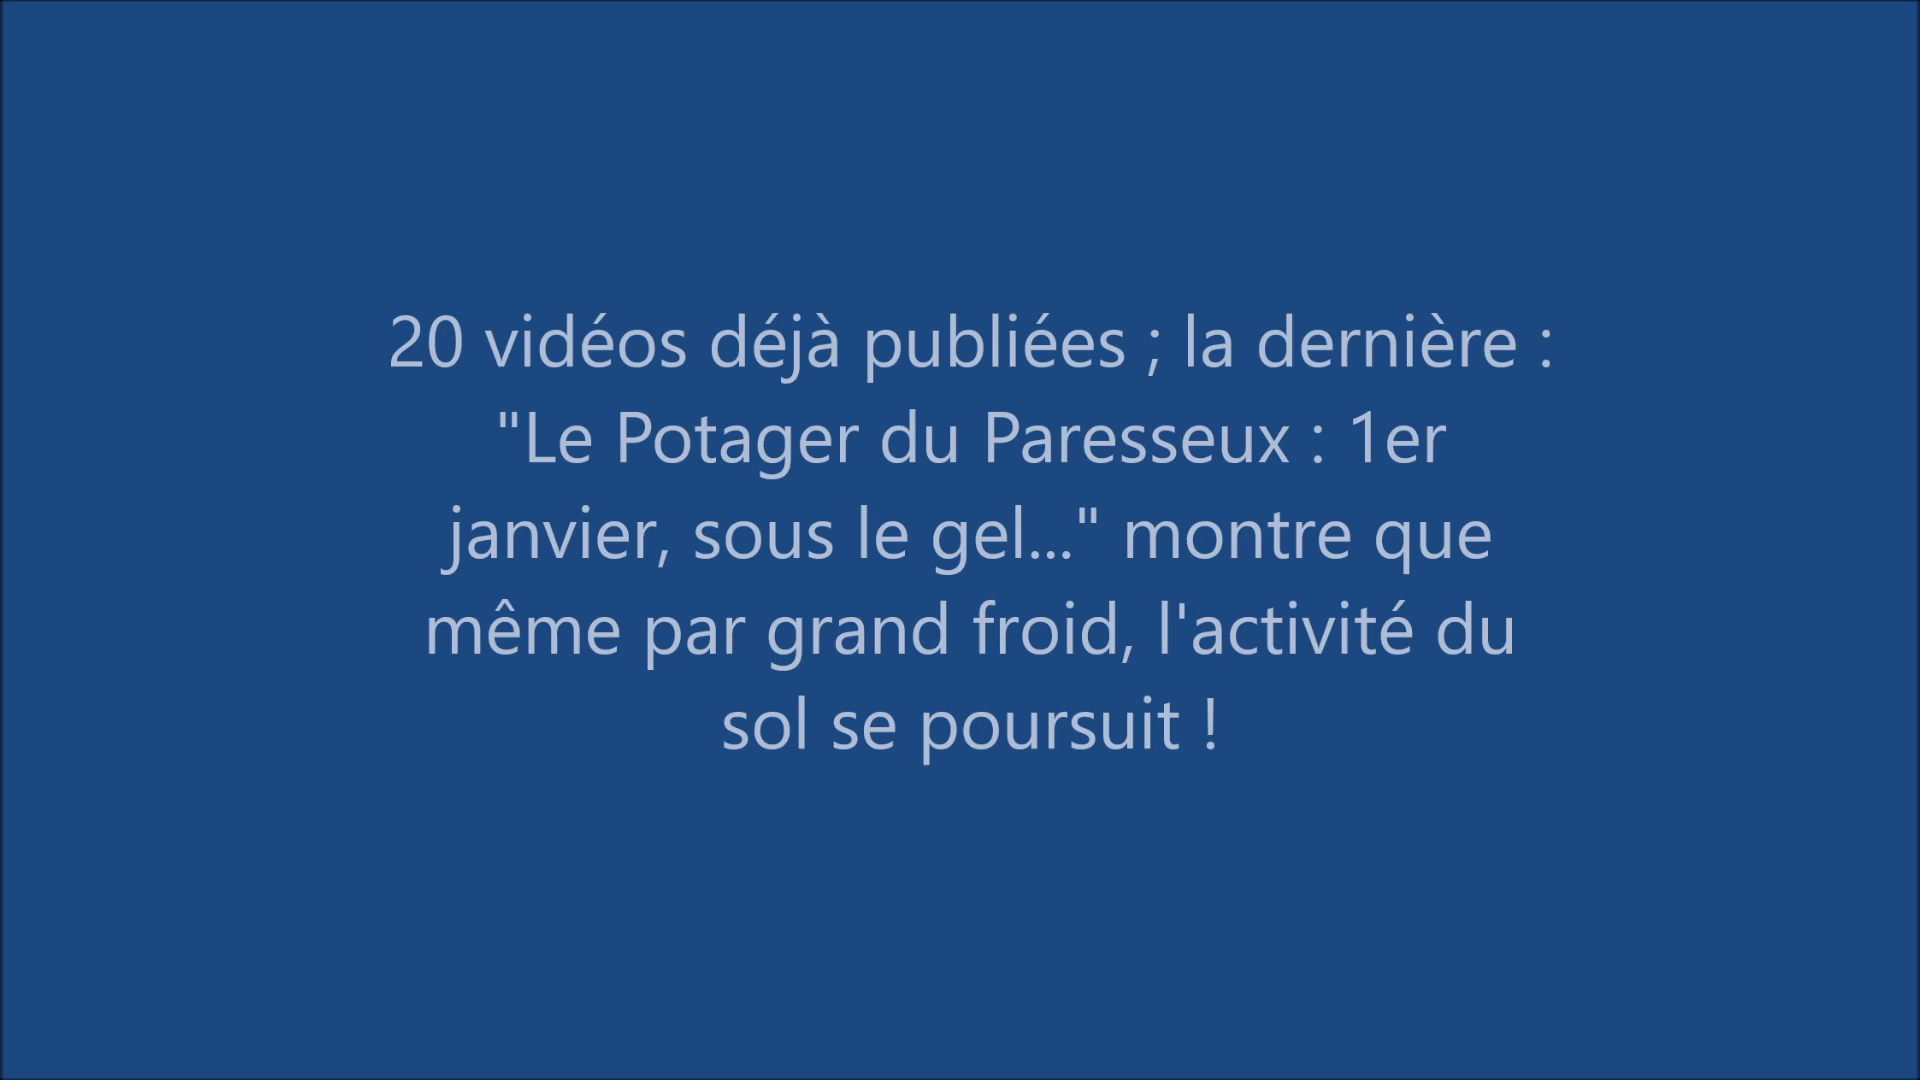 20 vidéos déjà publiées ; la dernière :
"Le Potager du Paresseux : 1er
janvier, sous le gel..." montre que
même par grand froid, l'activité du
sol se poursuit !